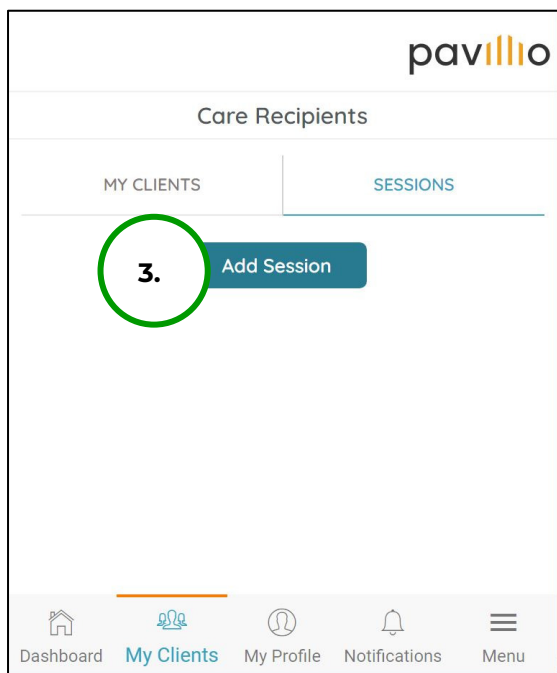 pavillio
Care Recipients
MY CLIENTS SESSIONS
3. Add Session
Dashboard My Clients My Profile Notifications Menu